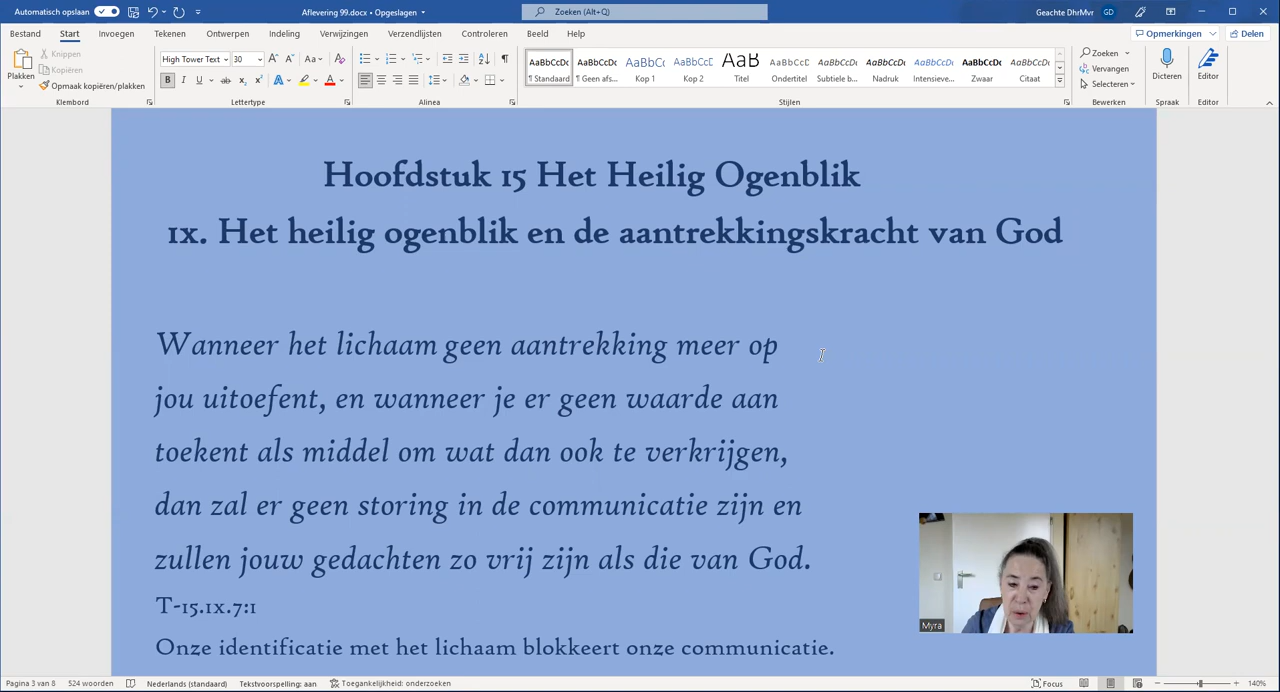 Automatisch opslaan
Aflevering 99.docx • Opgeslagen
Zoeken (Alt+Q)
Geachte DhrMvr GD
Bestand Start Invoegen Tekenen Ontwerpen Indeling Verwijzingen Verzendlijsten Controleren Beeld Help Opmerkingen Delen
Plakken
Knippen
Kopiëren
Opmaak kopiëren/plakken
Klembord
High Tower Text 30
B I U ab x₂ x²
Lettertype
Alinea
AaBbCcDc AaBbCcDc AaBbCc AaBbCcC AaB AaBbCcD AaBbCcDc AaBbCcDc AaBbCcDc AaBbCcDc AaBbCcDc
¶ Standaard ¶ Geen afs... Kop 1 Kop 2 Titel Ondertitel Subtiele b... Nadruk Intensieve... Zwaar Citaat
Stijlen
Zoeken
Vervangen
Selecteren
Bewerken
Dicteren
Spraak
Editor
Editor
Hoofdstuk 15 Het Heilig Ogenblik
IX. Het heilig ogenblik en de aantrekkingskracht van God
Wanneer het lichaam geen aantrekking meer op
jou uitoefent, en wanneer je er geen waarde aan
toekent als middel om wat dan ook te verkrijgen,
dan zal er geen storing in de communicatie zijn en
zullen jouw gedachten zo vrij zijn als die van God.
T-15.IX.7:1
Onze identificatie met het lichaam blokkeert onze communicatie.
Myra
Pagina 3 van 8 524 woorden Nederlands (standaard) Tekstvoorspelling: aan Toegankelijkheid: onderzoeken Focus 140%